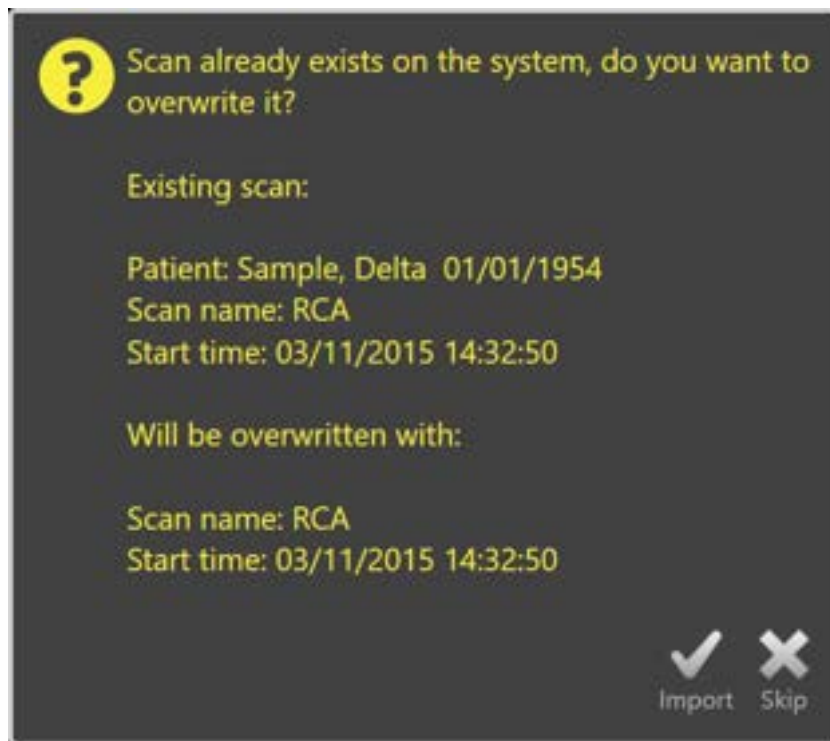 Scan already exists on the system, do you want to
overwrite it?
Existing scan:
Patient: Sample, Delta 01/01/1954
Scan name: RCA
Start time: 03/11/2015 14:32:50
Will be overwritten with:
Scan name: RCA
Start time: 03/11/2015 14:32:50
Import Skip